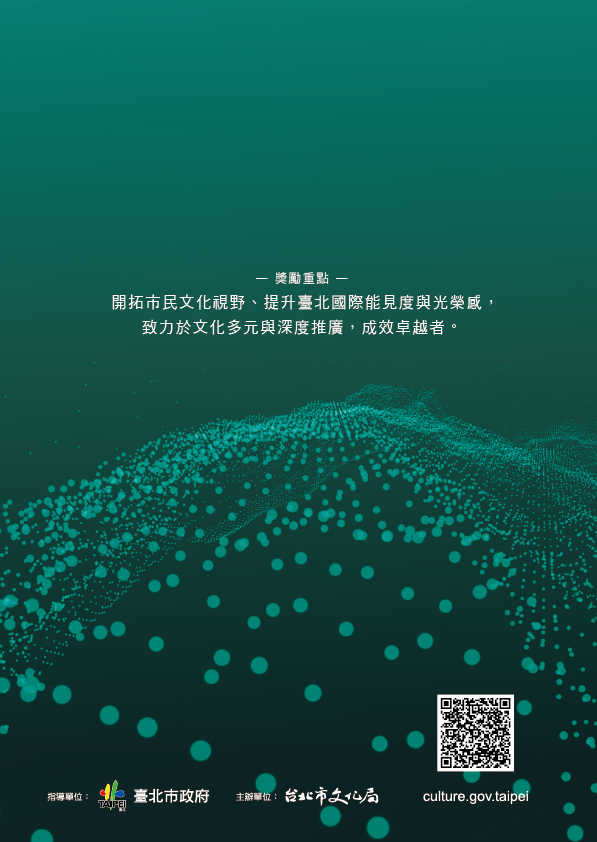 — 獎勵重點 —
開拓市民文化視野、提升臺北國際能見度與光榮感，
致力於文化多元與深度推廣，成效卓越者。
指導單位： TAIPEI 臺北市政府 主辦單位： 台北市文化局 culture.gov.taipei